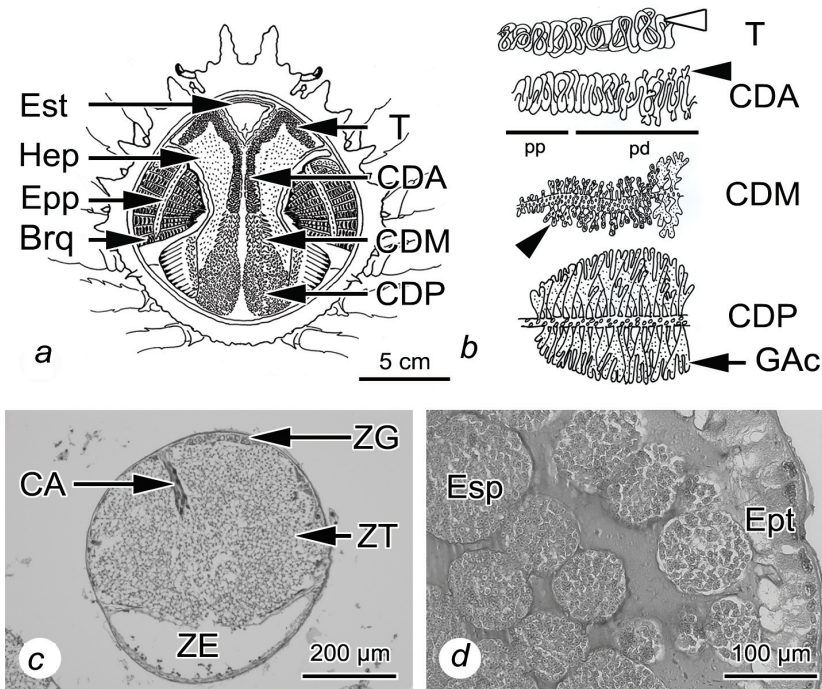 Est
Hep
Epp
Brq
T
CDA
CDM
CDP
a
5 cm
T
CDA
pp pd
CDM
CDP
GAc
b
ZG
CA
ZT
ZE
c
200 µm
Esp
Ept
d
100 µm